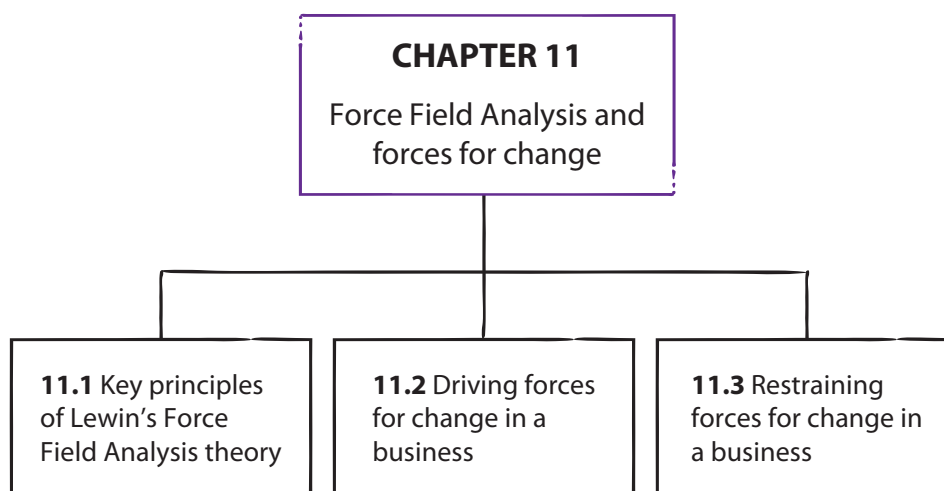 CHAPTER 11
Force Field Analysis and
forces for change
11.1 Key principles
of Lewin’s Force
Field Analysis theory
11.2 Driving forces
for change in a
business
11.3 Restraining
forces for change in
a business